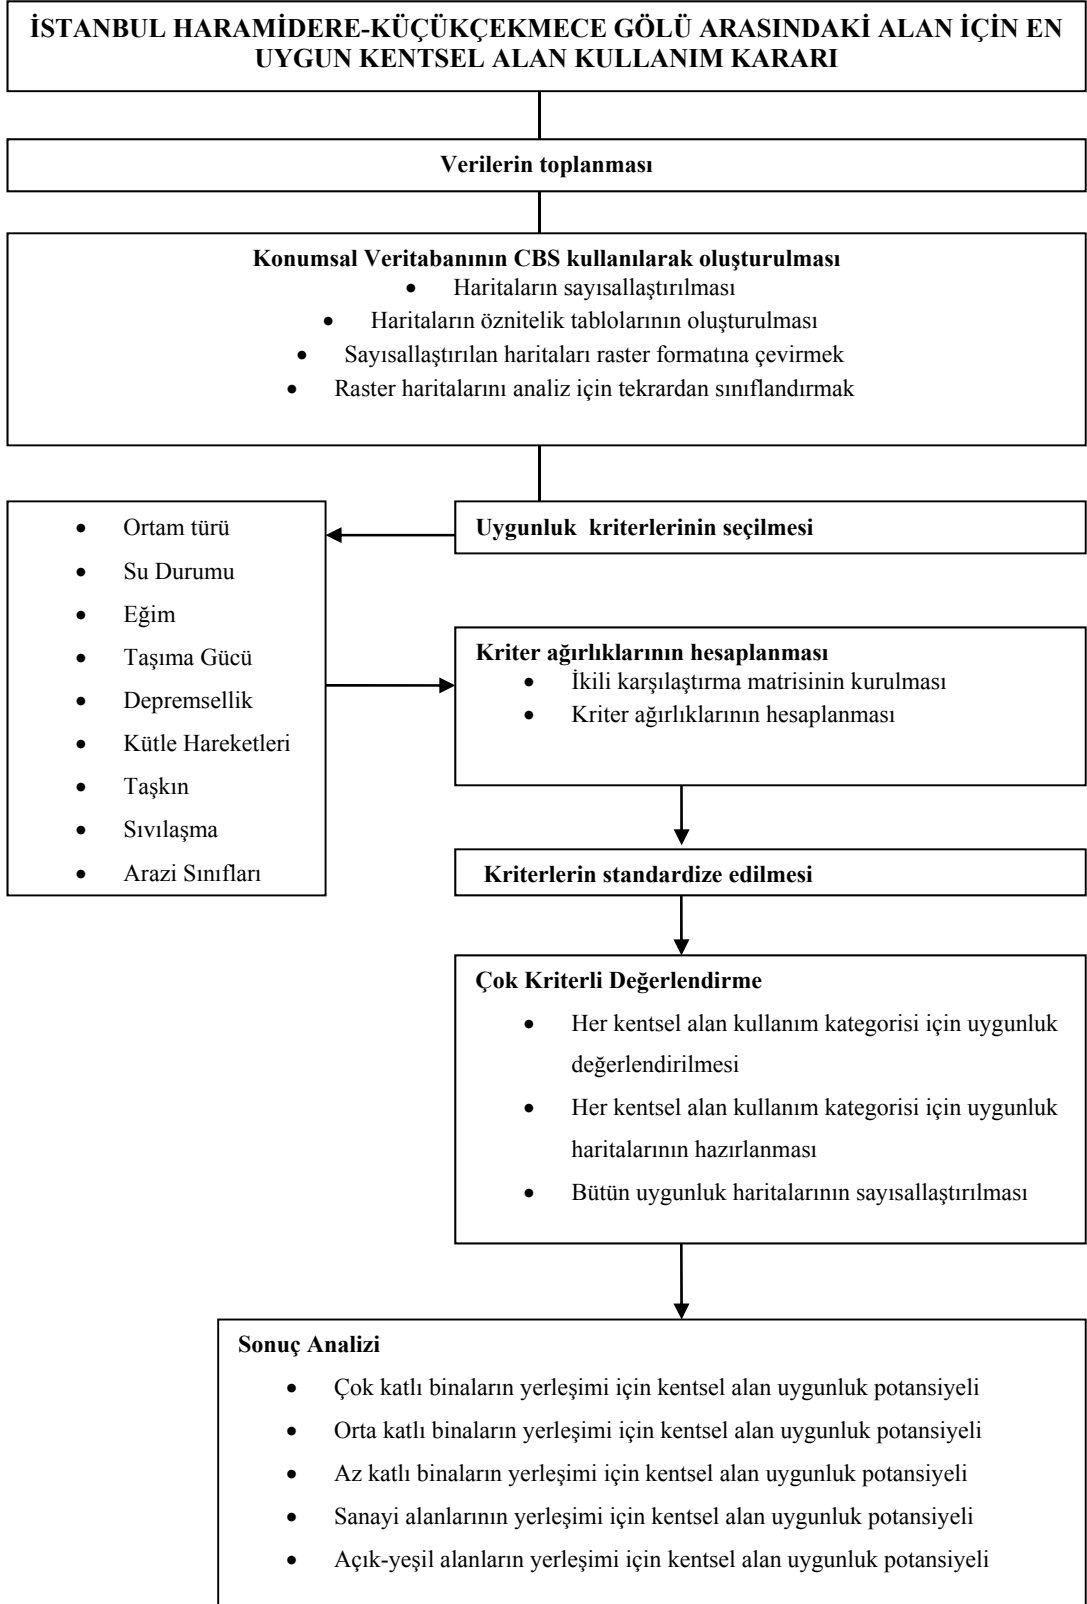 İSTANBUL HARAMİDERE-KÜÇÜKÇEKMECE GÖLÜ ARASINDAKİ ALAN İÇİN EN
UYGUN KENTSEL ALAN KULLANIM KARARI
Verilerin toplanması
Konumsal Veritabanının CBS kullanılarak oluşturulması
• Haritaların sayısallaştırılması
• Haritaların öznitelik tablolarının oluşturulması
• Sayısallaştırılan haritaları raster formatına çevirmek
• Raster haritalarını analiz için tekrardan sınıflandırmak
Uygunluk kriterlerinin seçilmesi
• Ortam türü
• Su Durumu
• Eğim
• Taşıma Gücü
• Depremsellik
• Kütle Hareketleri
• Taşkın
• Sıvılaşma
• Arazi Sınıfları
Kriter ağırlıklarının hesaplanması
• İkili karşılaştırma matrisinin kurulması
• Kriter ağırlıklarının hesaplanması
Kriterlerin standardize edilmesi
Çok Kriterli Değerlendirme
• Her kentsel alan kullanım kategorisi için uygunluk
değerlendirilmesi
• Her kentsel alan kullanım kategorisi için uygunluk
haritalarının hazırlanması
• Bütün uygunluk haritalarının sayısallaştırılması
Sonuç Analizi
• Çok katlı binaların yerleşimi için kentsel alan uygunluk potansiyeli
• Orta katlı binaların yerleşimi için kentsel alan uygunluk potansiyeli
• Az katlı binaların yerleşimi için kentsel alan uygunluk potansiyeli
• Sanayi alanlarının yerleşimi için kentsel alan uygunluk potansiyeli
• Açık-yeşil alanların yerleşimi için kentsel alan uygunluk potansiyeli